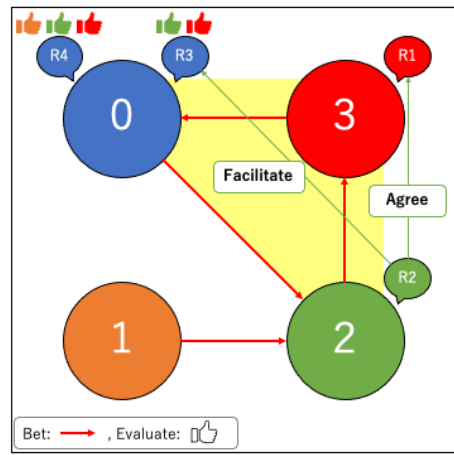 R4
R3
R1
0
3
Facilitate
Agree
R2
1
2
Bet: , Evaluate: